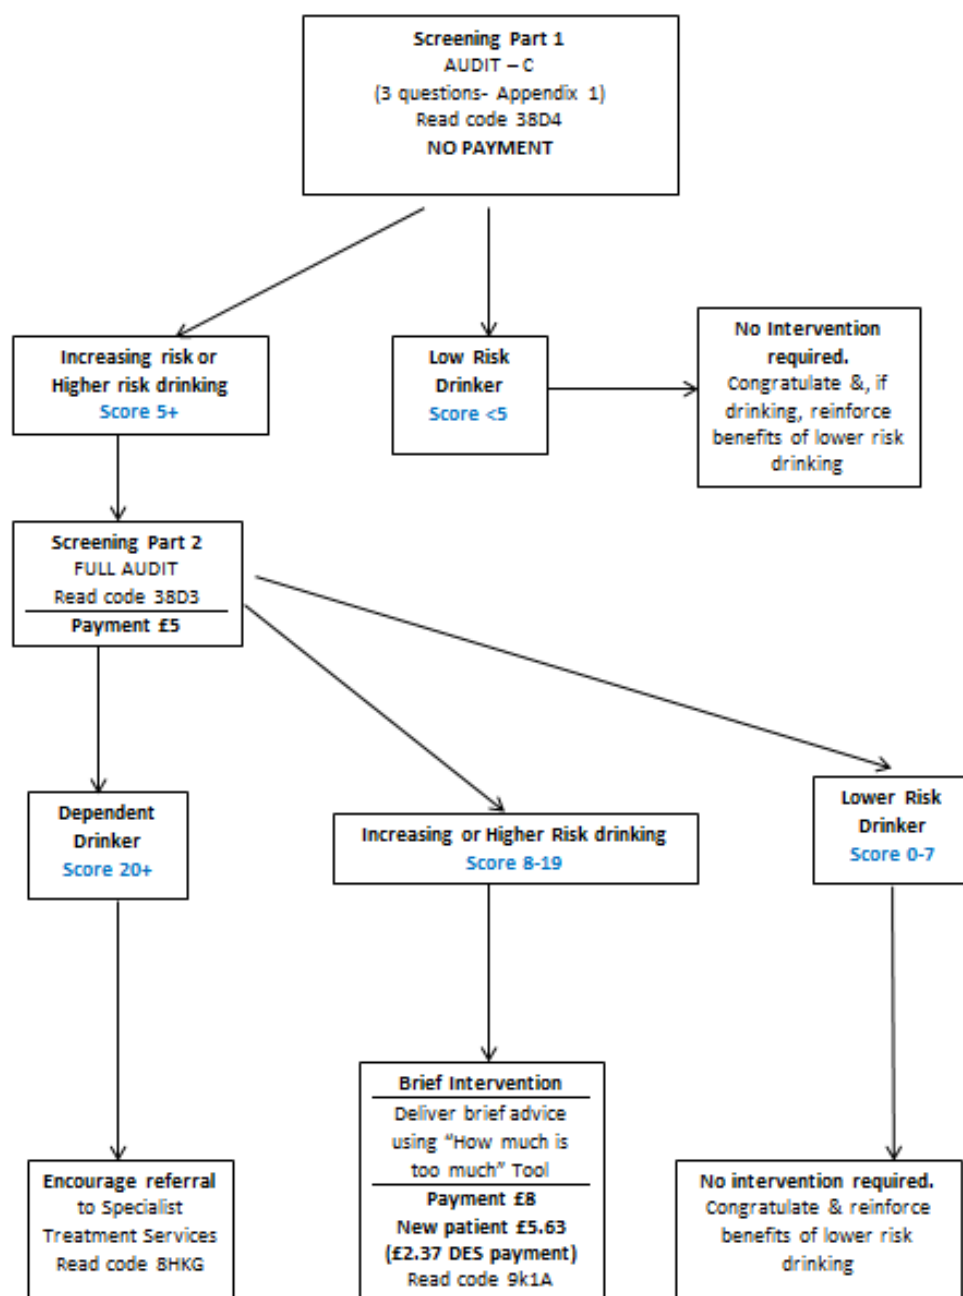 Screening Part 1
AUDIT – C
(3 questions- Appendix 1)
Read code 38D4
NO PAYMENT
Increasing risk or
Higher risk drinking
Score 5+
Low Risk
Drinker
Score <5
No Intervention
required.
Congratulate &, if
drinking, reinforce
benefits of lower risk
drinking
Screening Part 2
FULL AUDIT
Read code 38D3
Payment £5
Dependent
Drinker
Score 20+
Increasing or Higher Risk drinking
Score 8-19
Lower Risk
Drinker
Score 0-7
Encourage referral
to Specialist
Treatment Services
Read code 8HKG
Brief Intervention
Deliver brief advice
using “How much is
too much” Tool
Payment £8
New patient £5.63
(£2.37 DES payment)
Read code 9k1A
No intervention required.
Congratulate & reinforce
benefits of lower risk
drinking